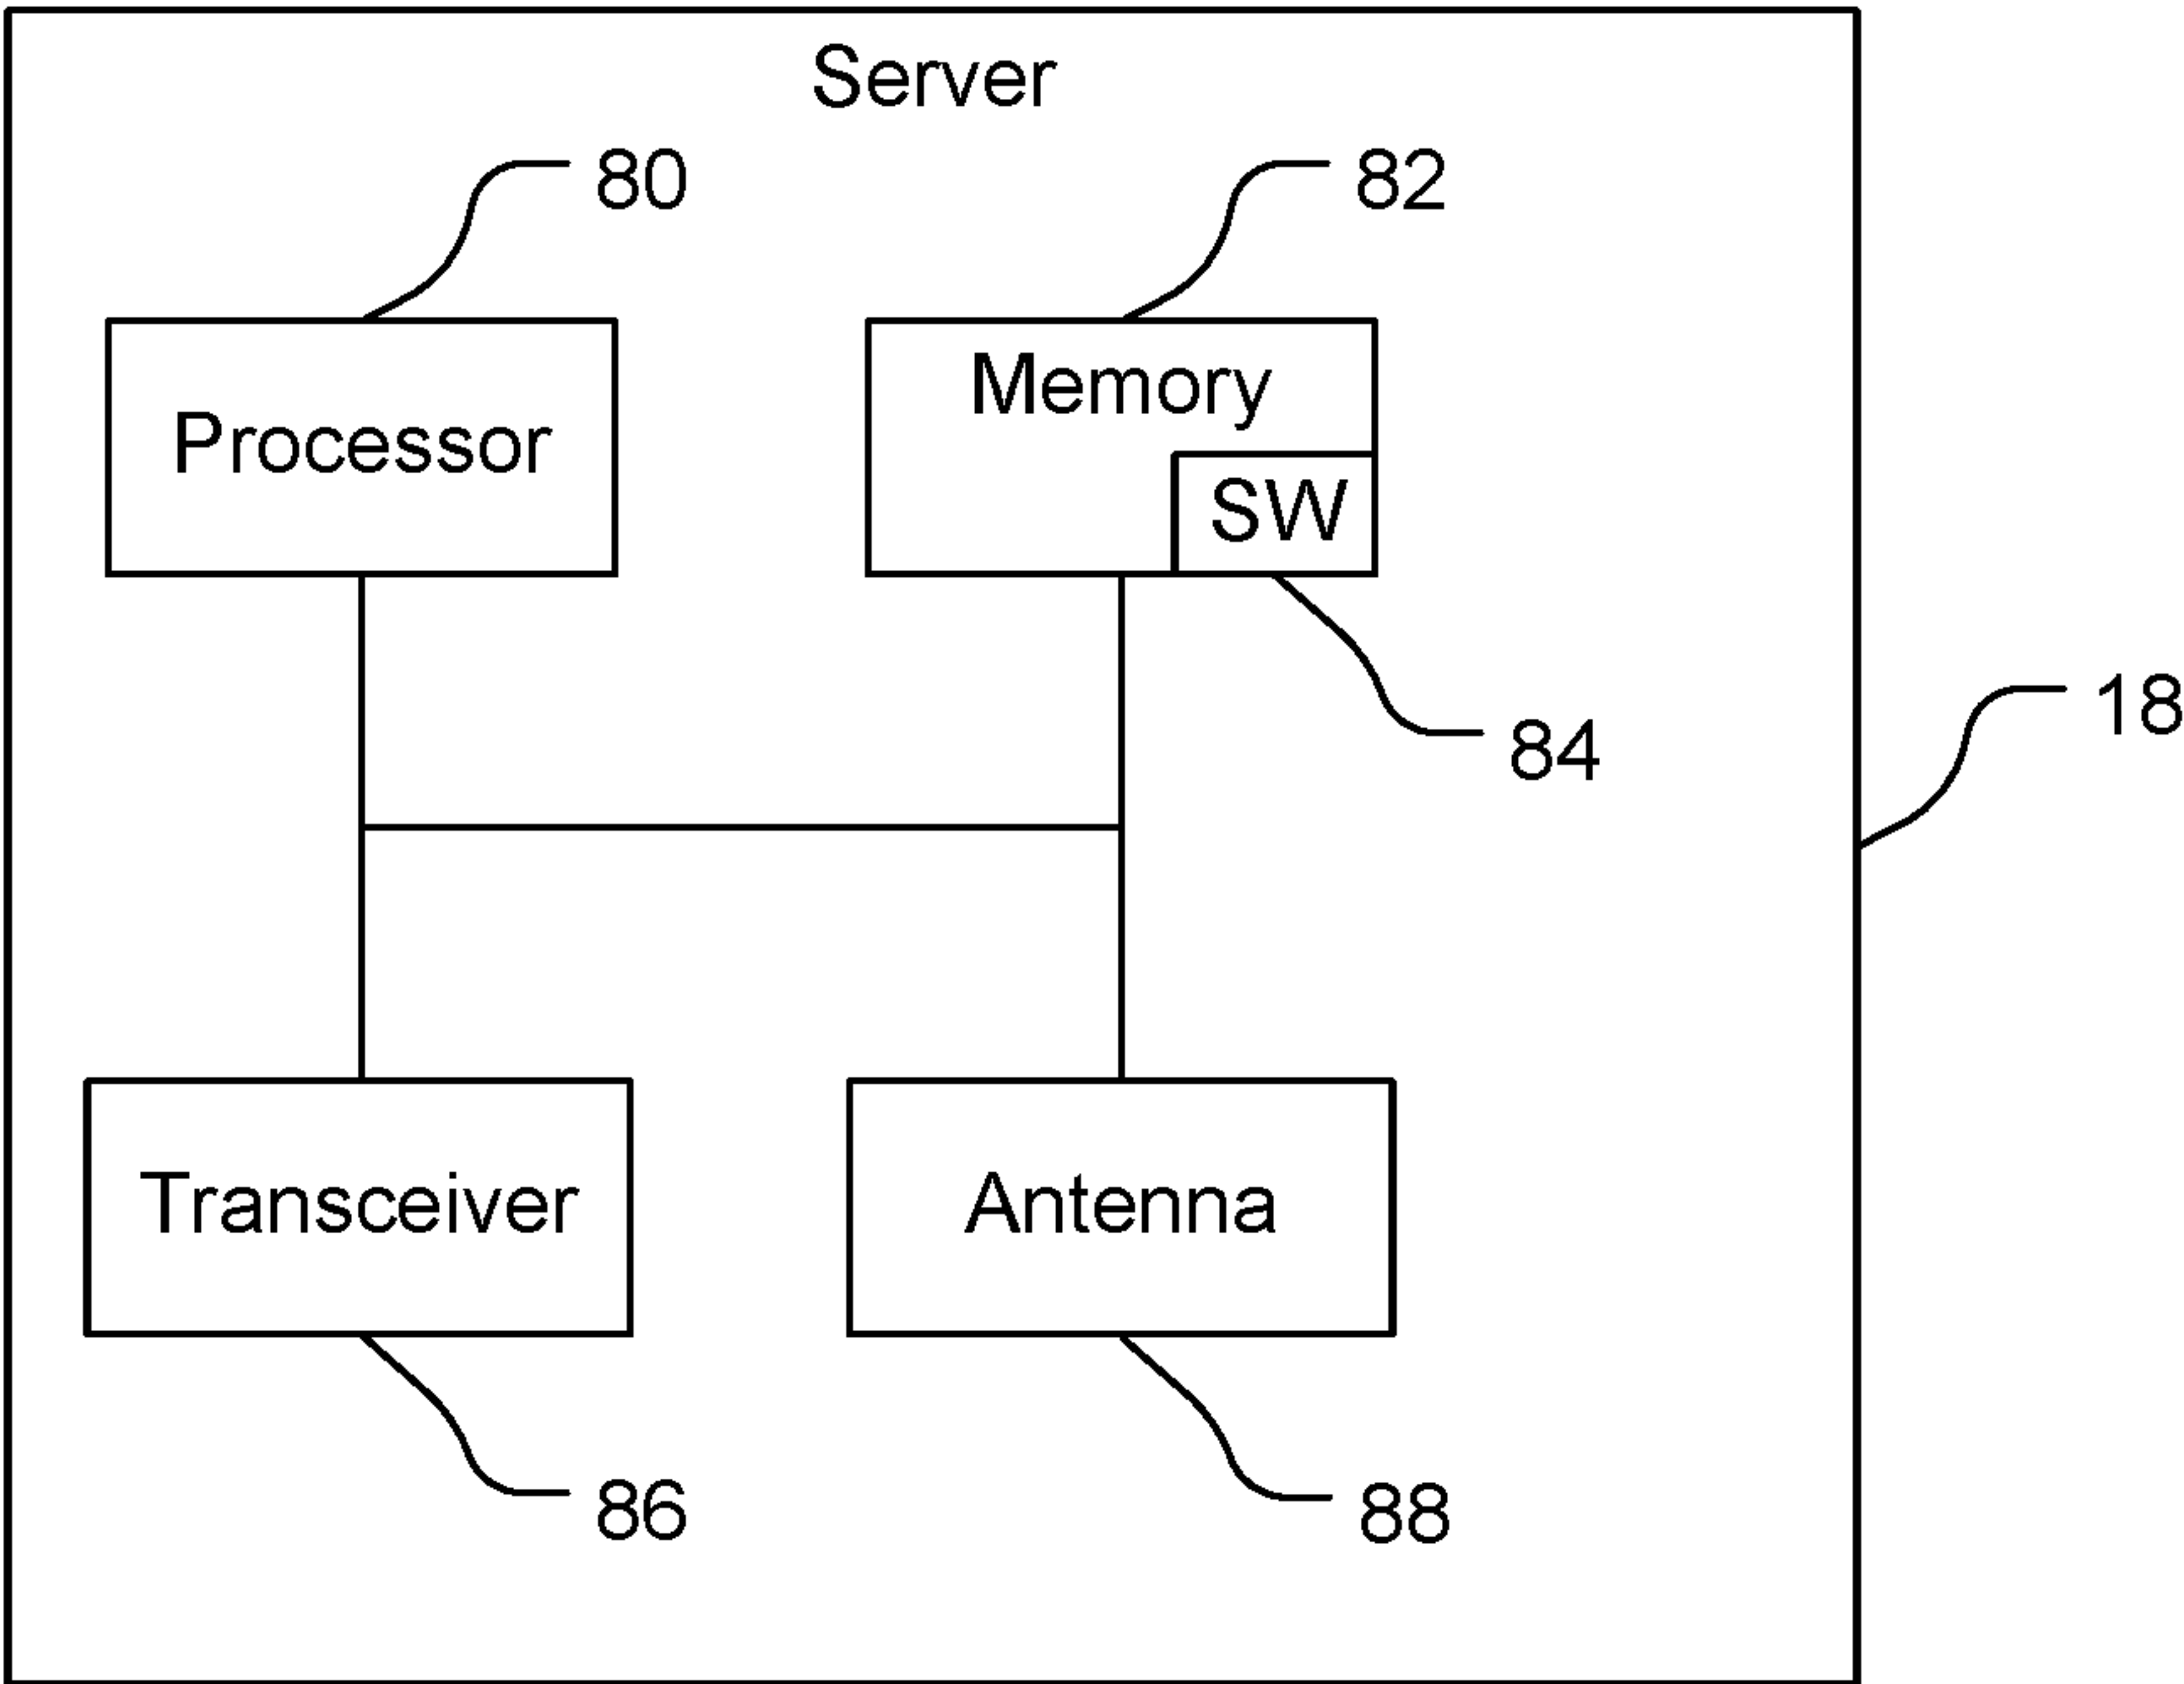 Server
80
82
Processor
Memory
SW
18
84
Transceiver
Antenna
86
88